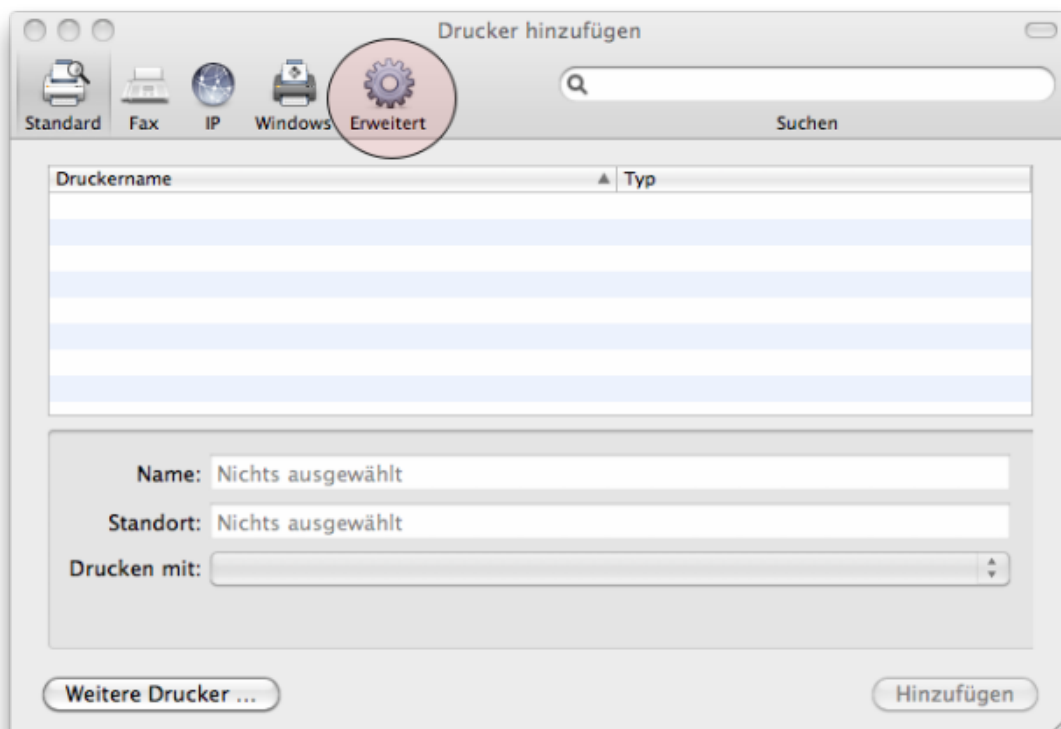 Drucker hinzufügen
Standard Fax IP Windows Erweitert Suchen
Druckername Typ
Name: Nichts ausgewählt
Standort: Nichts ausgewählt
Drucken mit:
Weitere Drucker ... Hinzufügen